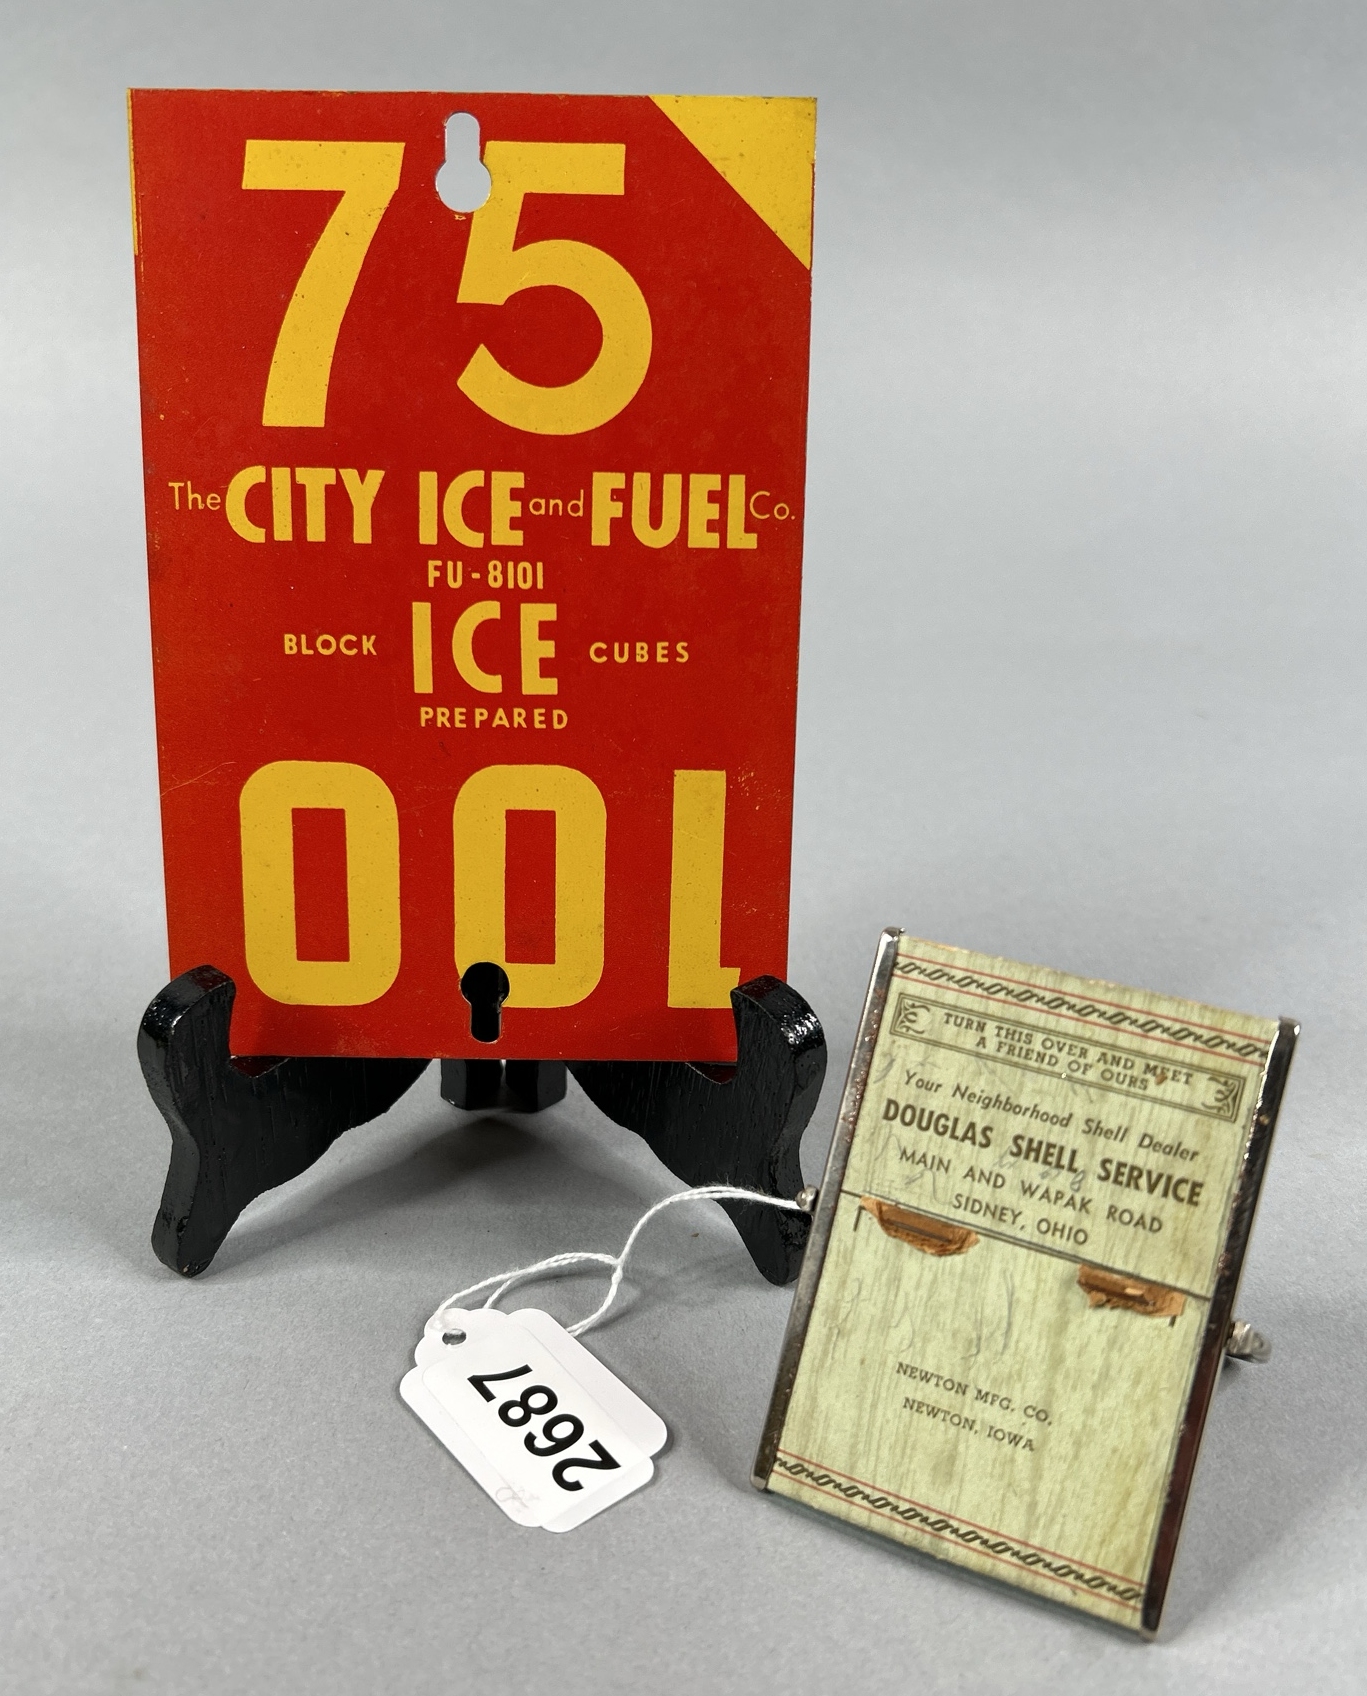 75
The CITY ICE and FUEL Co.
FU-8101
BLOCK ICE CUBES
PREPARED
100
TURN THIS OVER AND MEET
A FRIEND OF OURS
Your Neighborhood Shell Dealer
DOUGLAS SHELL SERVICE
MAIN AND WAPAK ROAD
SIDNEY, OHIO
NEWTON MFG. CO.
NEWTON, IOWA
2687